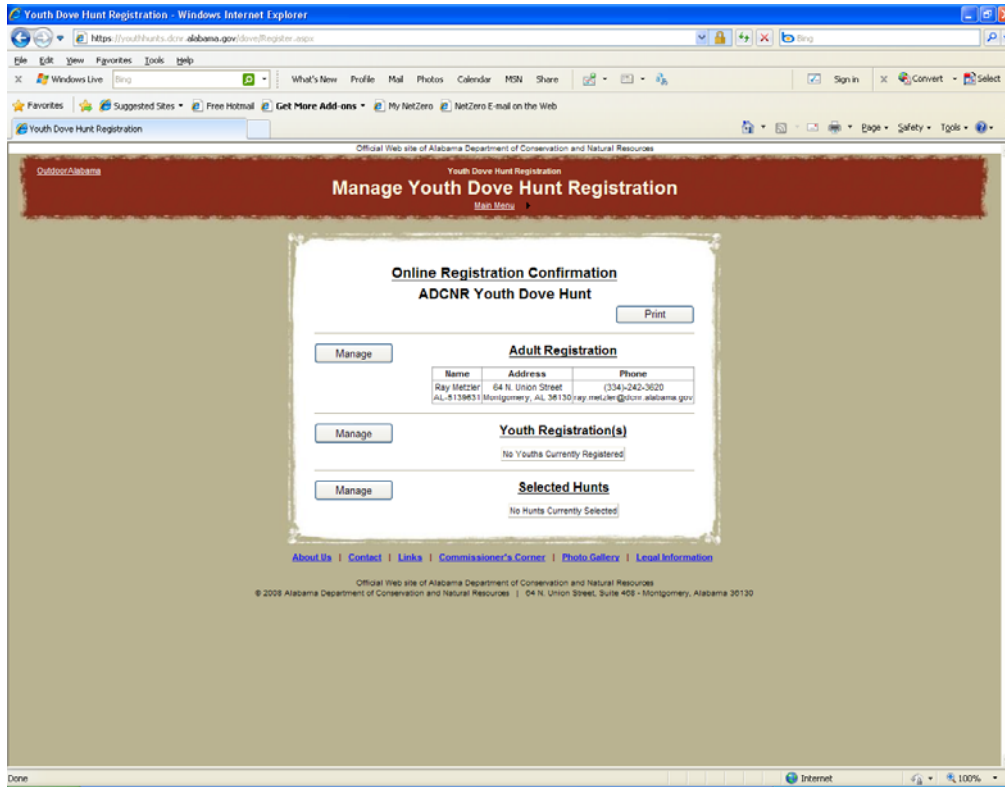 Youth Dove Hunt Registration - Windows Internet Explorer
https://youthhunts.dcnr.alabama.gov/dove/Register.aspx
Bing
File Edit View Favorites Tools Help
X Windows Live Bing What's New Profile Mail Photos Calendar MSN Share Sign in X Convert Select
Favorites Suggested Sites Free Hotmail Get More Add-ons My NetZero NetZero E-mail on the Web
Youth Dove Hunt Registration Page Safety Tools
Official Web site of Alabama Department of Conservation and Natural Resources
OutdoorAlabama
Youth Dove Hunt Registration
Manage Youth Dove Hunt Registration
Main Menu
Online Registration Confirmation
ADCNR Youth Dove Hunt
Print
Manage Adult Registration
Name Address Phone
Ray Metzler 64 N. Union Street (334)-242-3620
AL-5139631 Montgomery, AL 36130 ray.metzler@dcnr.alabama.gov
Manage Youth Registration(s)
No Youths Currently Registered
Manage Selected Hunts
No Hunts Currently Selected
About Us | Contact | Links | Commissioner's Corner | Photo Gallery | Legal Information
Official Web site of Alabama Department of Conservation and Natural Resources
© 2008 Alabama Department of Conservation and Natural Resources | 64 N. Union Street, Suite 468 - Montgomery, Alabama 36130
Done Internet 100%